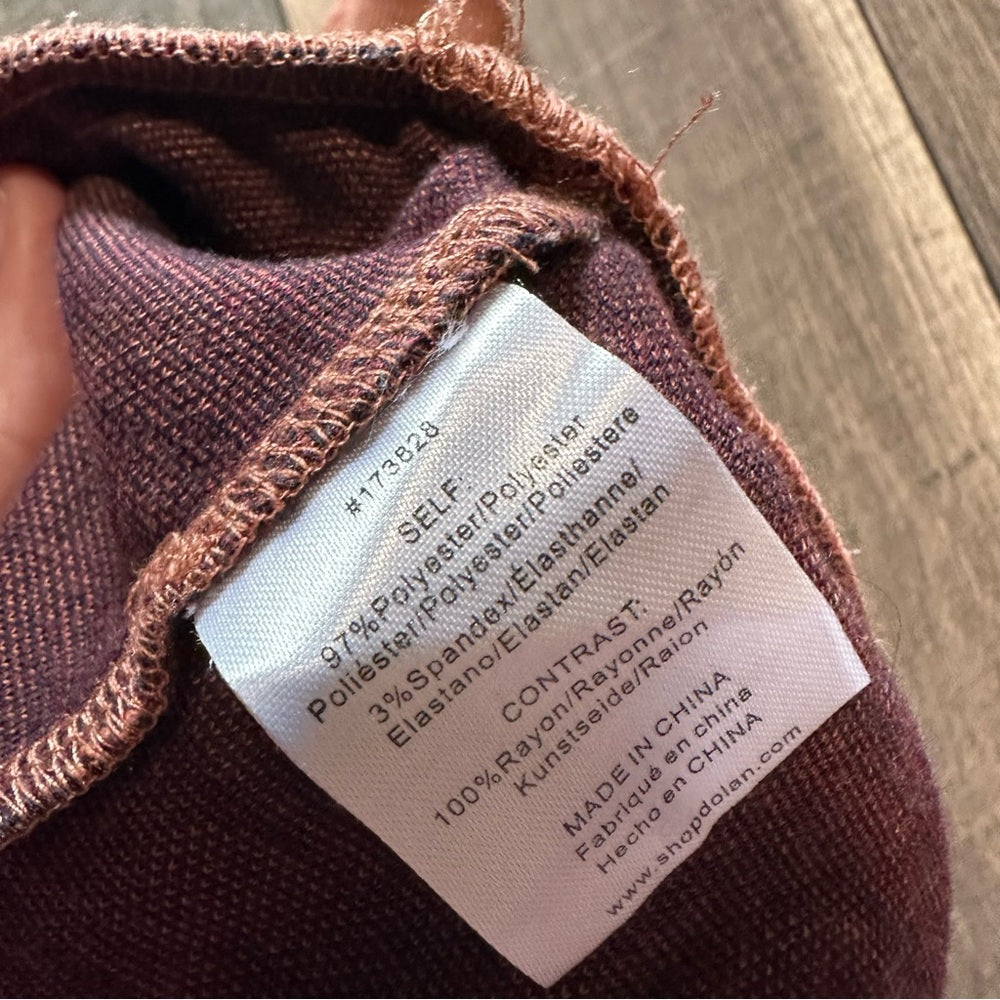 #173828
SELF:
97%Polyester/Polyester
Poliéster/Polyester/Poliestere
3%Spandex/Élasthanne/
Elastano/Elastan/Elastan
CONTRAST:
100%Rayon/Rayonne/Rayón
Kunstseide/Raion
MADE IN CHINA
Fabriqué en china
Hecho en CHINA
www.shopdolan.com